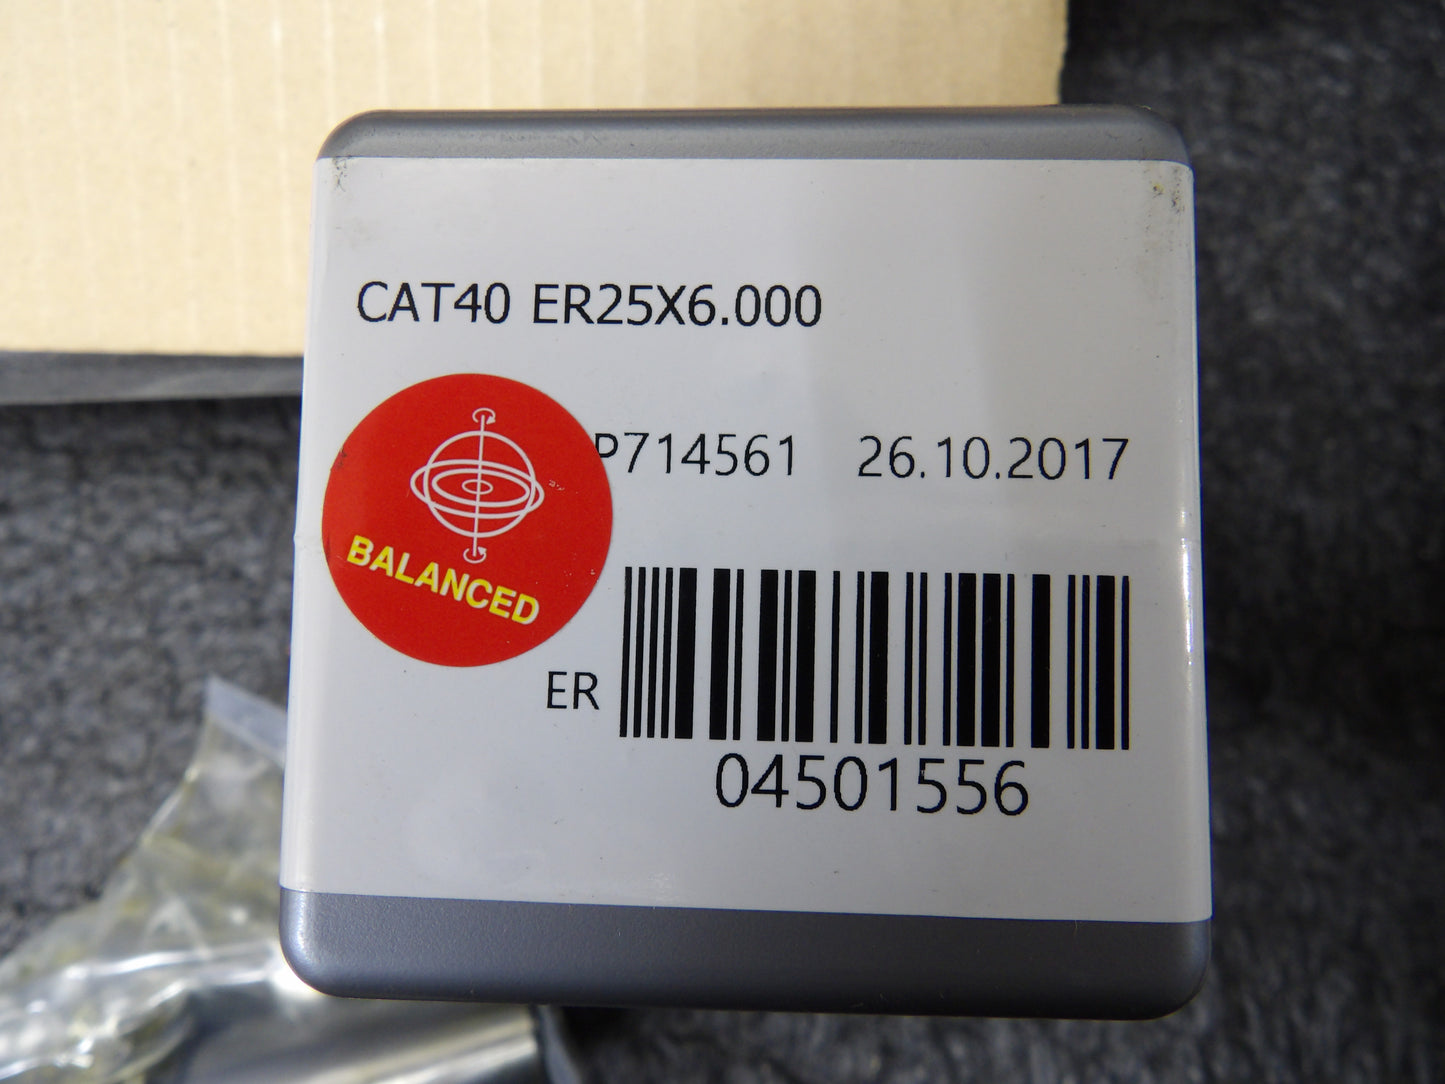 CAT40 ER25X6.000
P714561 26.10.2017
BALANCED
ER
04501556